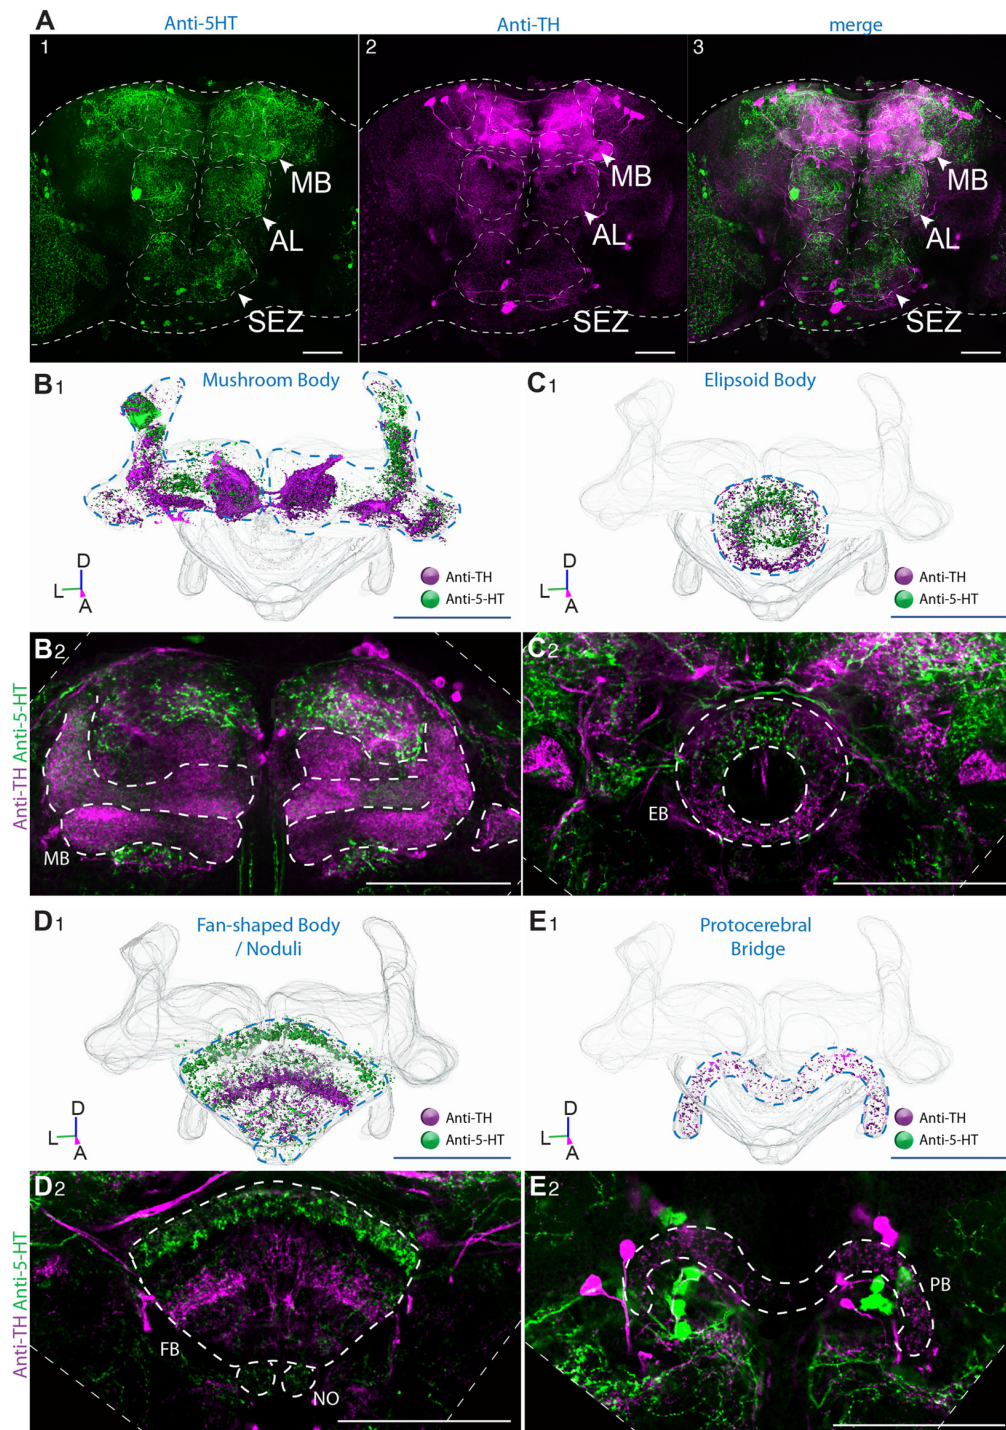 A
Anti-5HT
Anti-TH
merge
1
2
3
MB
AL
SEZ
MB
AL
SEZ
MB
AL
SEZ
B1
Mushroom Body
D
L
A
Anti-TH
Anti-5-HT
C1
Elipsoid Body
D
L
A
Anti-TH
Anti-5-HT
Anti-TH Anti-5-HT
B2
MB
C2
EB
D1
Fan-shaped Body
/ Noduli
D
L
A
Anti-TH
Anti-5-HT
E1
Protocerebral
Bridge
D
L
A
Anti-TH
Anti-5-HT
Anti-TH Anti-5-HT
D2
FB
NO
E2
PB